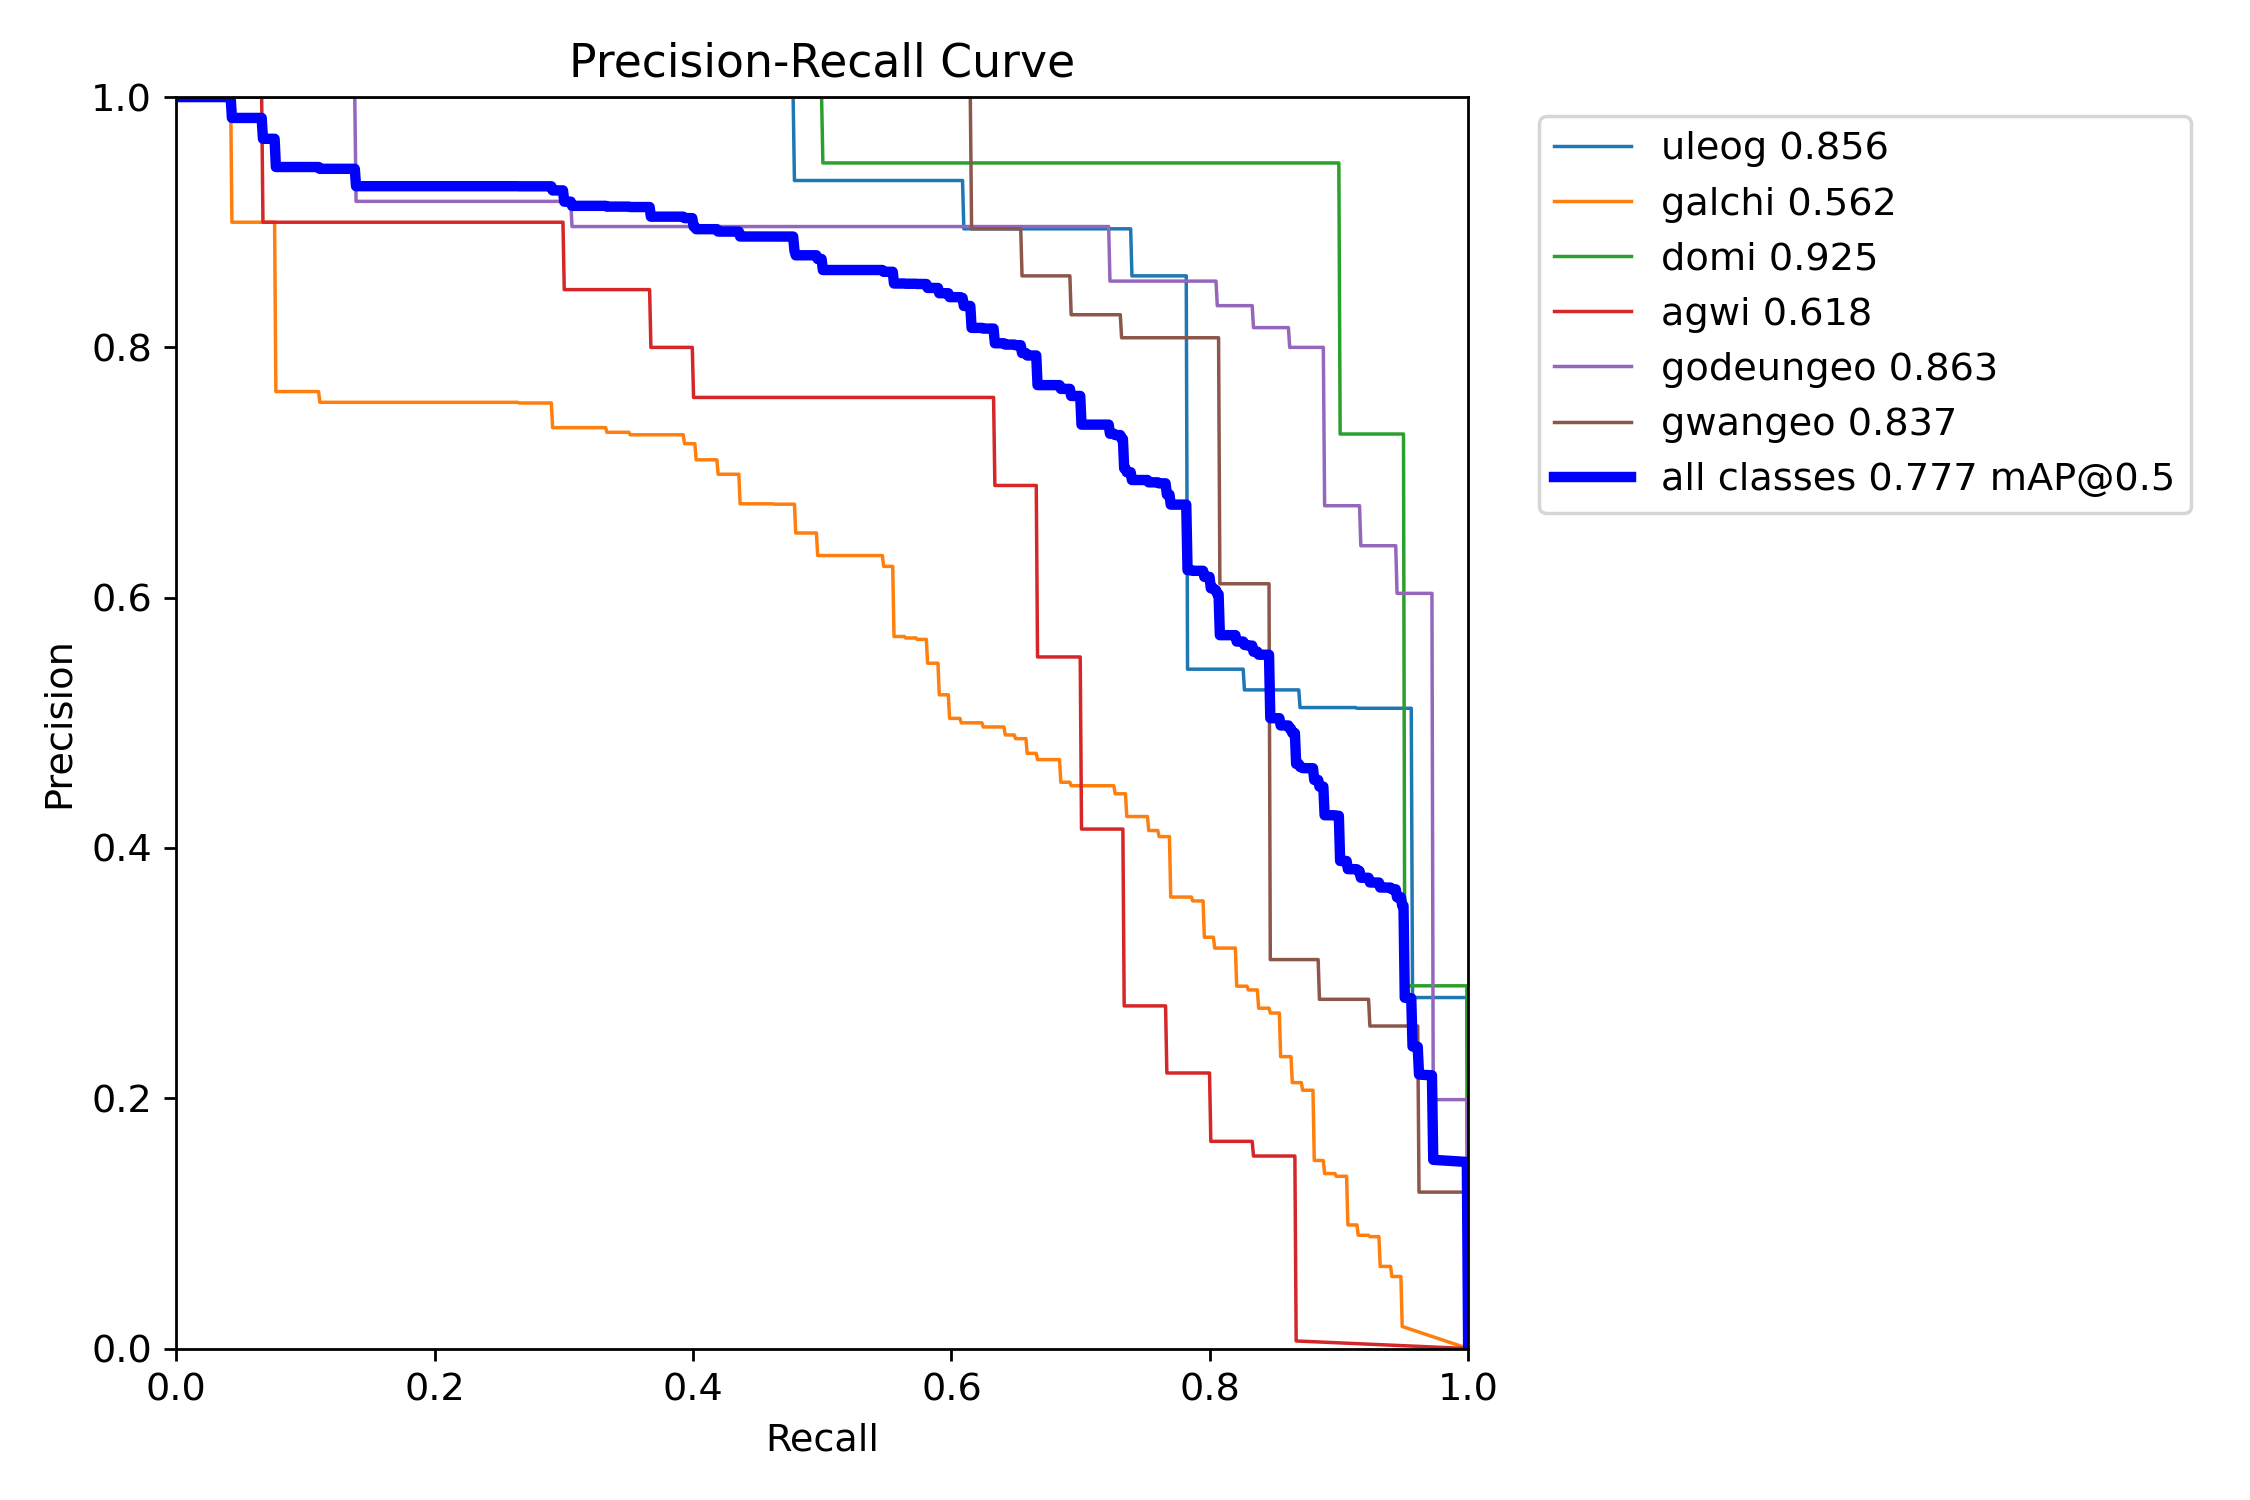 Precision-Recall Curve
1.0
0.8
0.6
0.4
0.2
0.0
Precision
0.0 0.2 0.4 0.6 0.8 1.0
Recall
uleog 0.856
galchi 0.562
domi 0.925
agwi 0.618
godeungeo 0.863
gwangeo 0.837
all classes 0.777 mAP@0.5